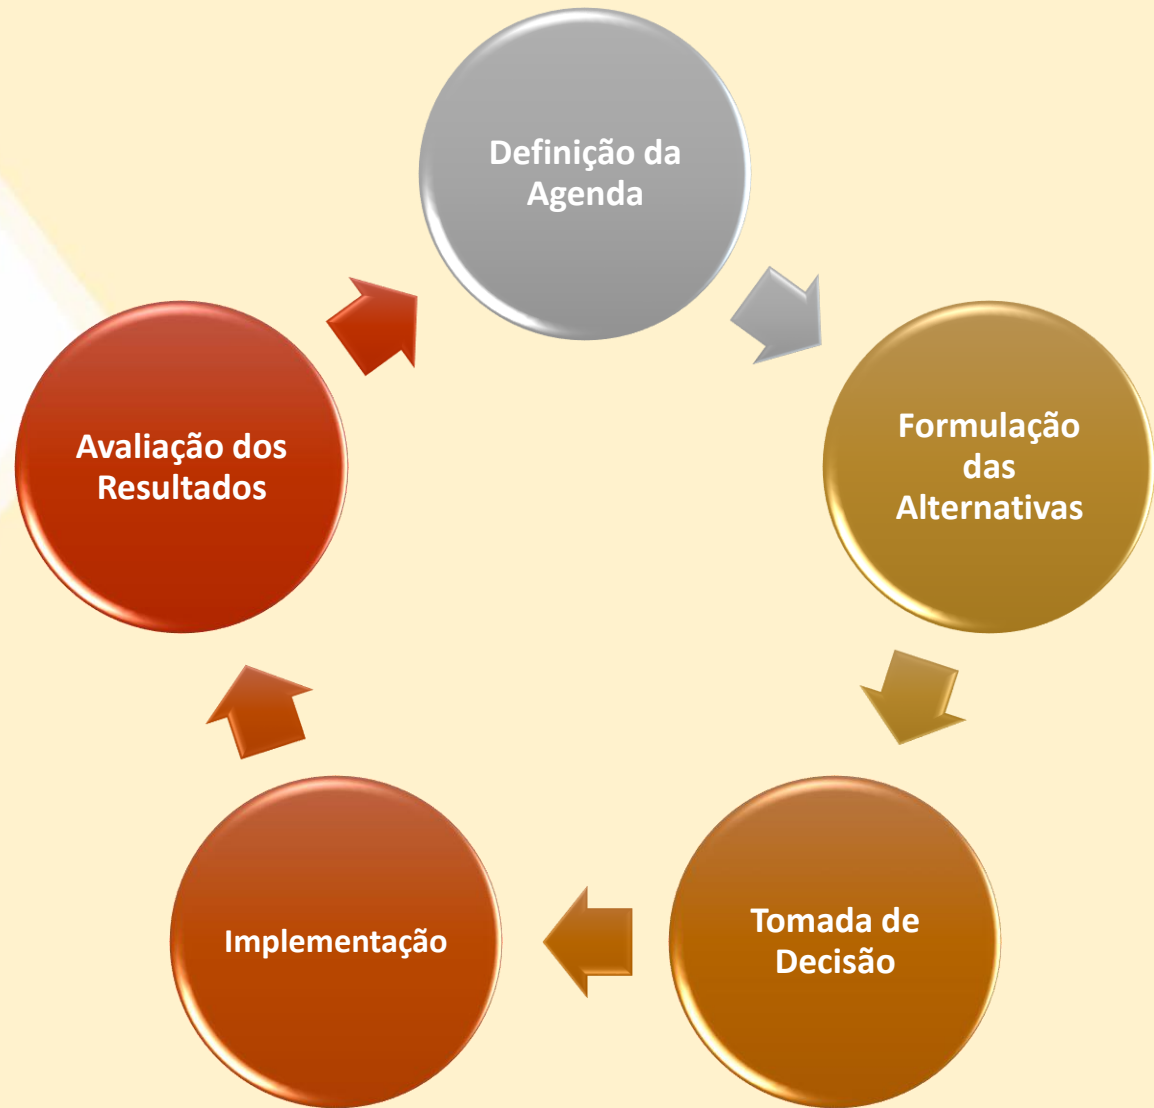 Definição da
Agenda
Formulação
das
Alternativas
Tomada de
Decisão
Implementação
Avaliação dos
Resultados